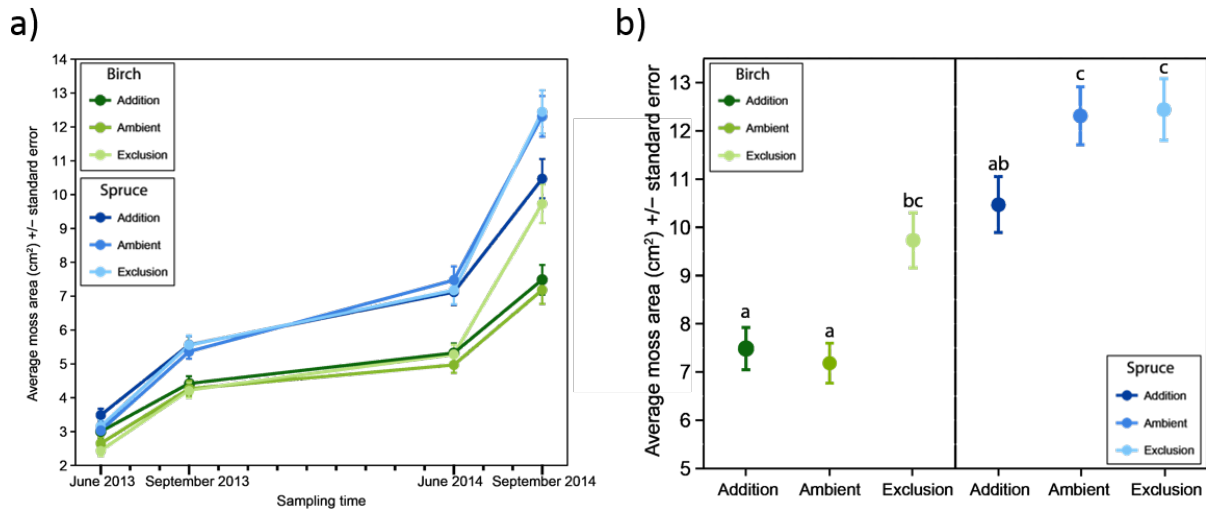 a)
Average moss area (cm²) +/− standard error
14
13
12
11
10
9
8
7
6
5
4
3
2
Birch
Addition
Ambient
Exclusion
Spruce
Addition
Ambient
Exclusion
June 2013
September 2013
June 2014
September 2014
Sampling time
b)
Average moss area (cm²) +/− standard error
13
12
11
10
9
8
7
6
5
Birch
Addition
Ambient
Exclusion
a
a
bc
ab
c
c
Spruce
Addition
Ambient
Exclusion
Addition
Ambient
Exclusion
Addition
Ambient
Exclusion